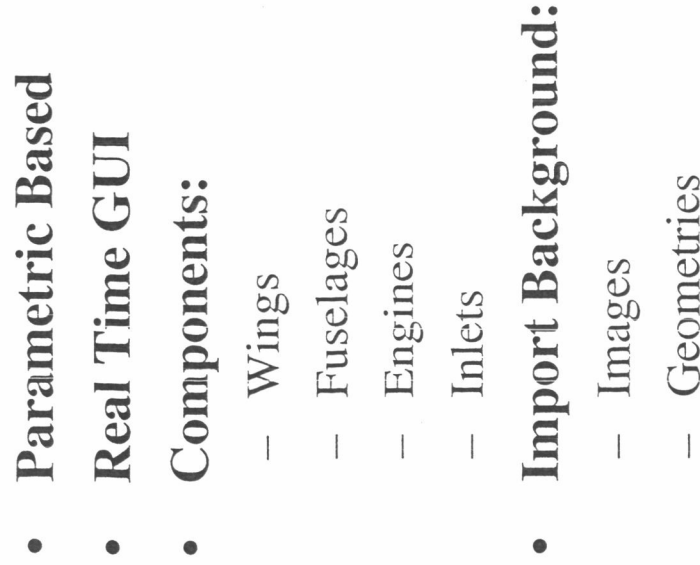 • Parametric Based
• Real Time GUI
• Components:
– Wings
– Fuselages
– Engines
– Inlets
• Import Background:
– Images
– Geometries